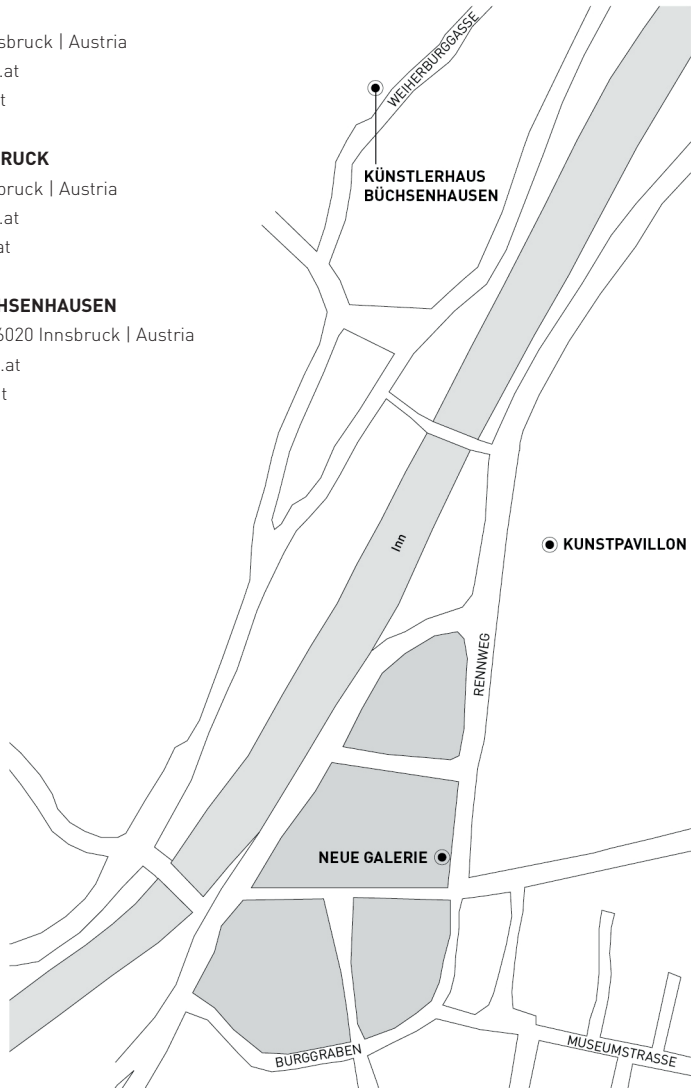 sbruck | Austria
.at
t
RUCK
bruck | Austria
.at
at
HSENHAUSEN
6020 Innsbruck | Austria
.at
t
WEIHERBURGGASSE
KÜNSTLERHAUS
BÜCHSENHAUSEN
Inn
KUNSTPAVILLON
RENNWEG
NEUE GALERIE
BURGGRABEN
MUSEUMSTRASSE